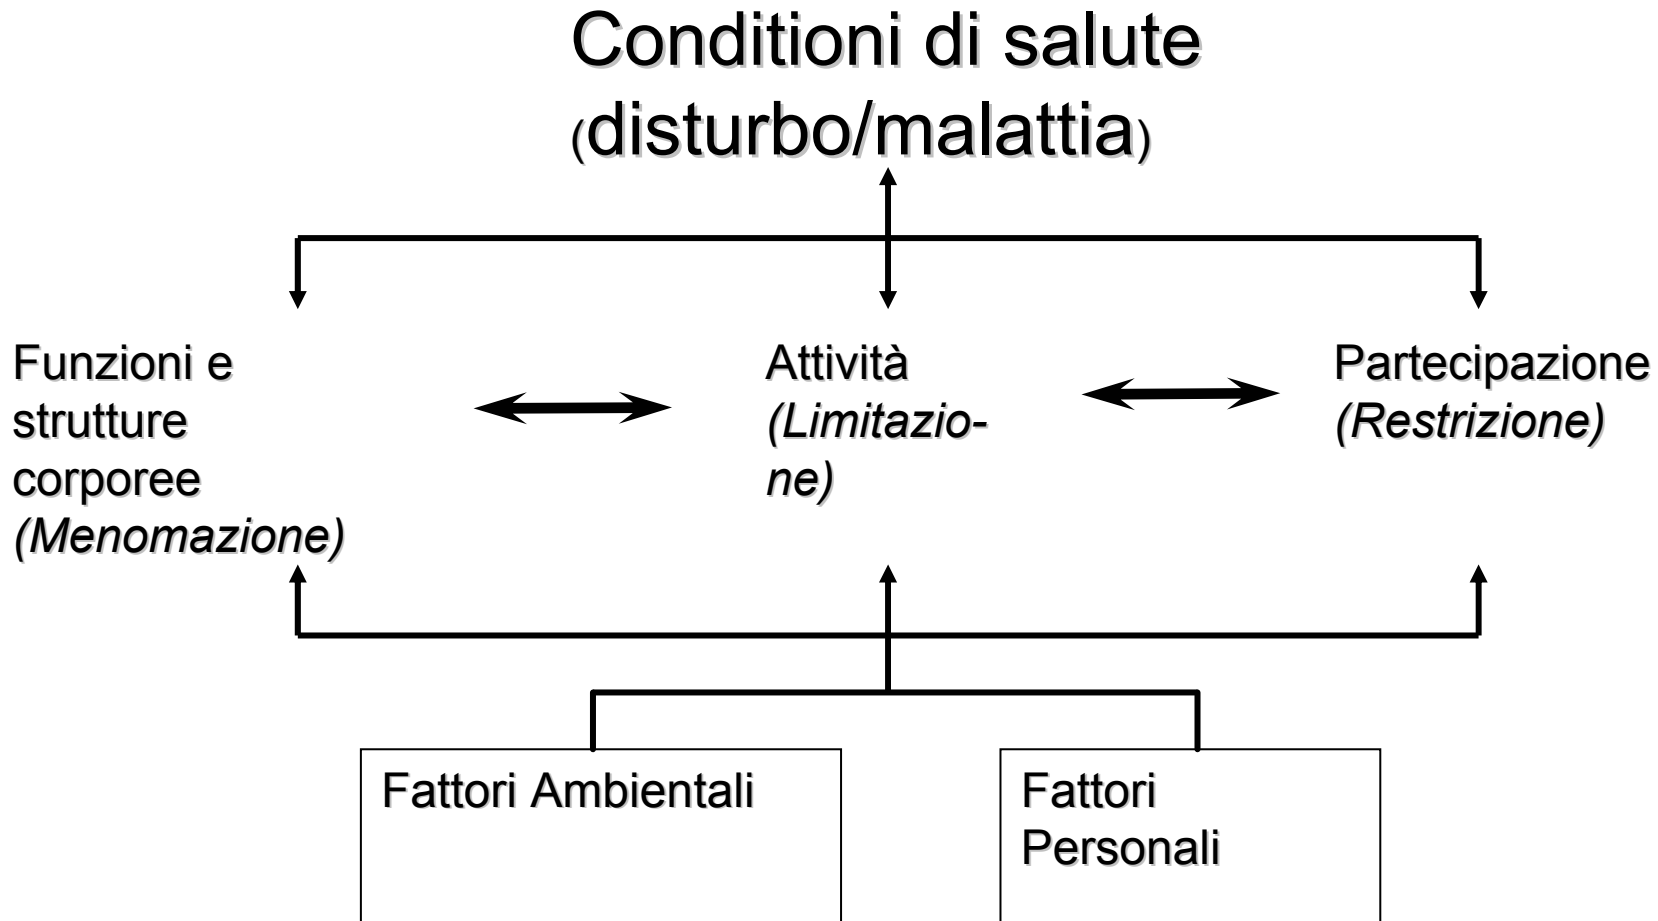 Conditioni di salute
(disturbo/malattia)
Funzioni e
strutture
corporee
(Menomazione)
Attività
(Limitazio-
ne)
Partecipazione
(Restrizione)
Fattori Ambientali
Fattori
Personali